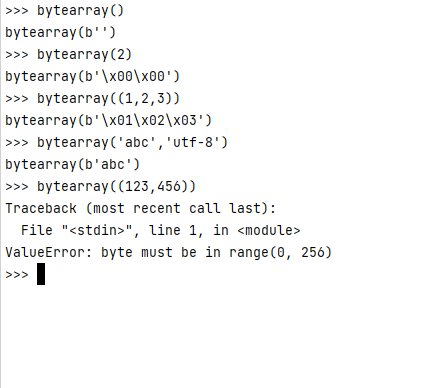 >>> bytearray()
bytearray(b'')
>>> bytearray(2)
bytearray(b'\x00\x00')
>>> bytearray((1,2,3))
bytearray(b'\x01\x02\x03')
>>> bytearray('abc','utf-8')
bytearray(b'abc')
>>> bytearray((123,456))
Traceback (most recent call last):
  File "<stdin>", line 1, in <module>
ValueError: byte must be in range(0, 256)
>>>